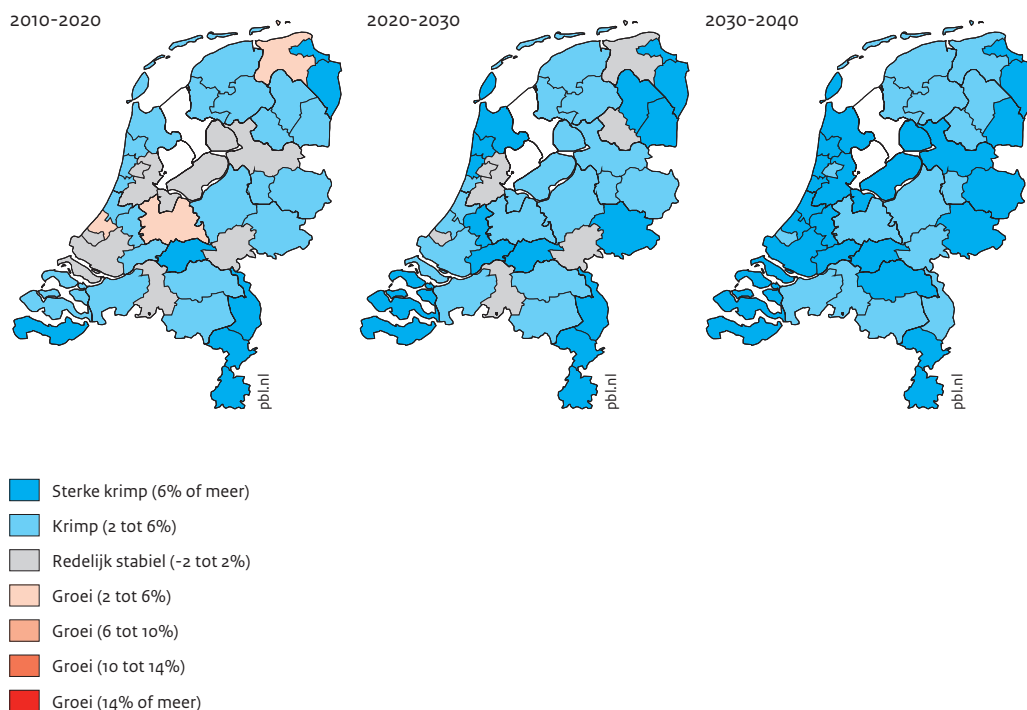 2010-2020
2020-2030
2030-2040
pbl.nl
pbl.nl
pbl.nl
Sterke krimp (6% of meer)
Krimp (2 tot 6%)
Redelijk stabiel (-2 tot 2%)
Groei (2 tot 6%)
Groei (6 tot 10%)
Groei (10 tot 14%)
Groei (14% of meer)